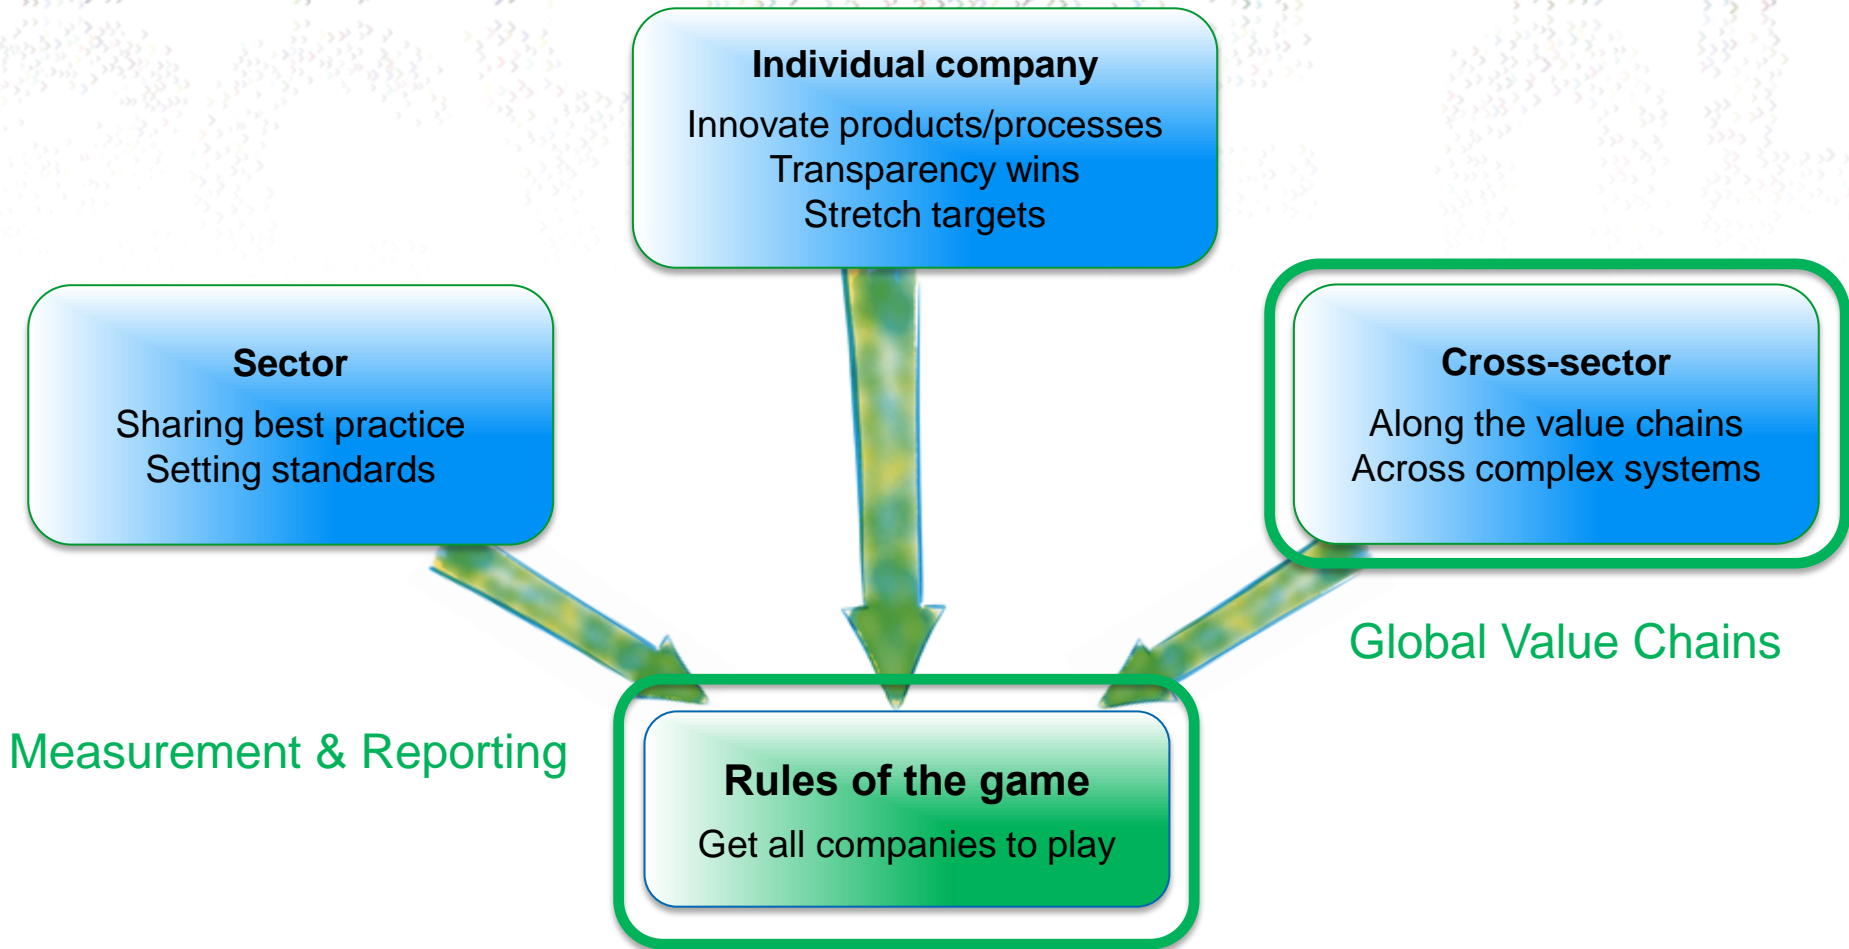 Individual company
Innovate products/processes
Transparency wins
Stretch targets
Sector
Sharing best practice
Setting standards
Cross-sector
Along the value chains
Across complex systems
Global Value Chains
Measurement & Reporting
Rules of the game
Get all companies to play